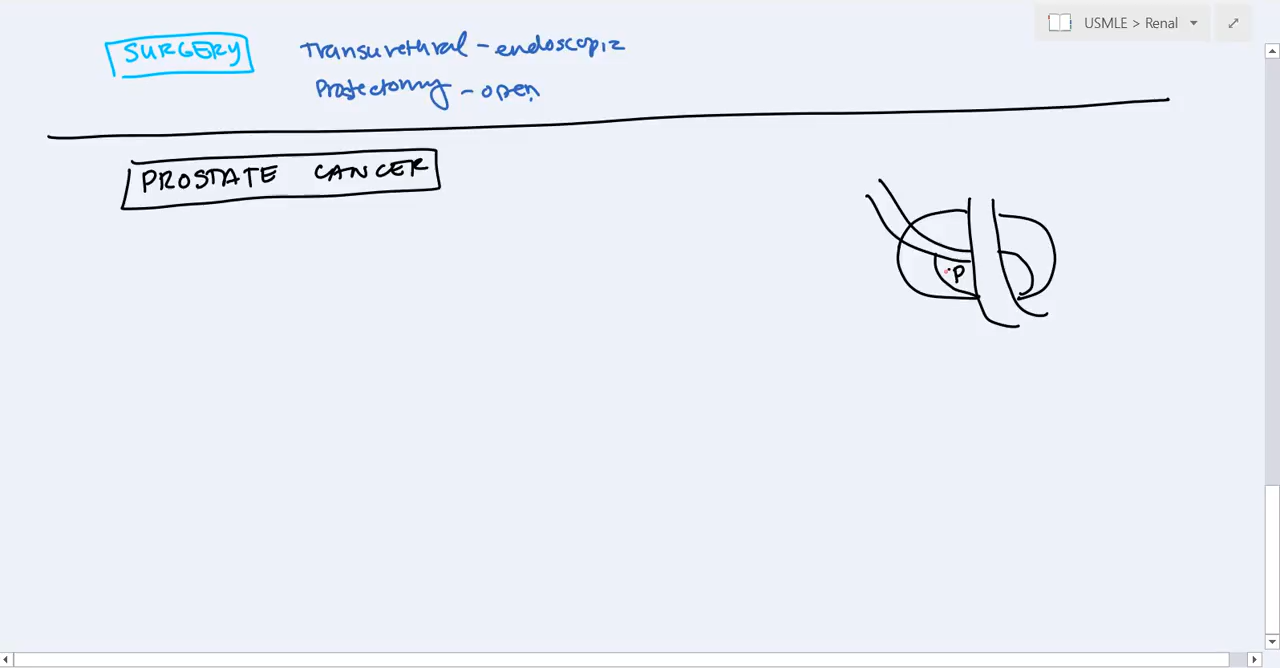 USMLE > Renal
SURGERY
Transurethral - endoscopic
Prostectomy - open
PROSTATE CANCER
P